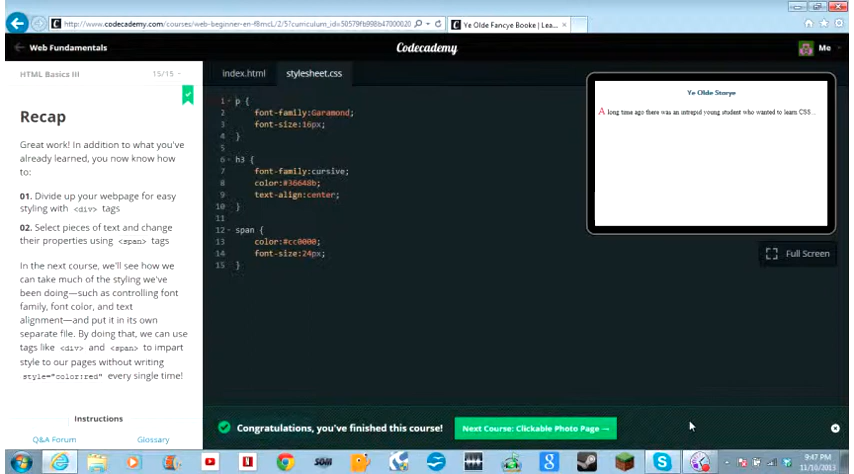 http://www.codecademy.com/courses/web-beginner-en-f8mcL/2/5?curriculum_id=50579fb998b47000020
Ye Olde Fancye Booke | Lea...
Web Fundamentals
Codecademy
Me
HTML Basics III
15/15
index.html
stylesheet.css
Recap
Great work! In addition to what you've
already learned, you now know how
to:
01. Divide up your webpage for easy
styling with <div> tags
02. Select pieces of text and change
their properties using <span> tags
In the next course, we'll see how we
can take much of the styling we've
been doing—such as controlling font
family, font color, and text
alignment—and put it in its own
separate file. By doing that, we can use
tags like <div> and <span> to impart
style to our pages without writing
style="color:red" every single time!
Instructions
Q&A Forum
Glossary
1 p {
2 font-family:Garamond;
3 font-size:16px;
4 }
5
6 h3 {
7 font-family:cursive;
8 color:#36648b;
9 text-align:center;
10 }
11
12 span {
13 color:#cc0000;
14 font-size:24px;
15 }
Ye Olde Storye
A long time ago there was an intrepid young student who wanted to learn CSS...
Full Screen
Congratulations, you've finished this course!
Next Course: Clickable Photo Page →
9:47 PM
11/10/2013